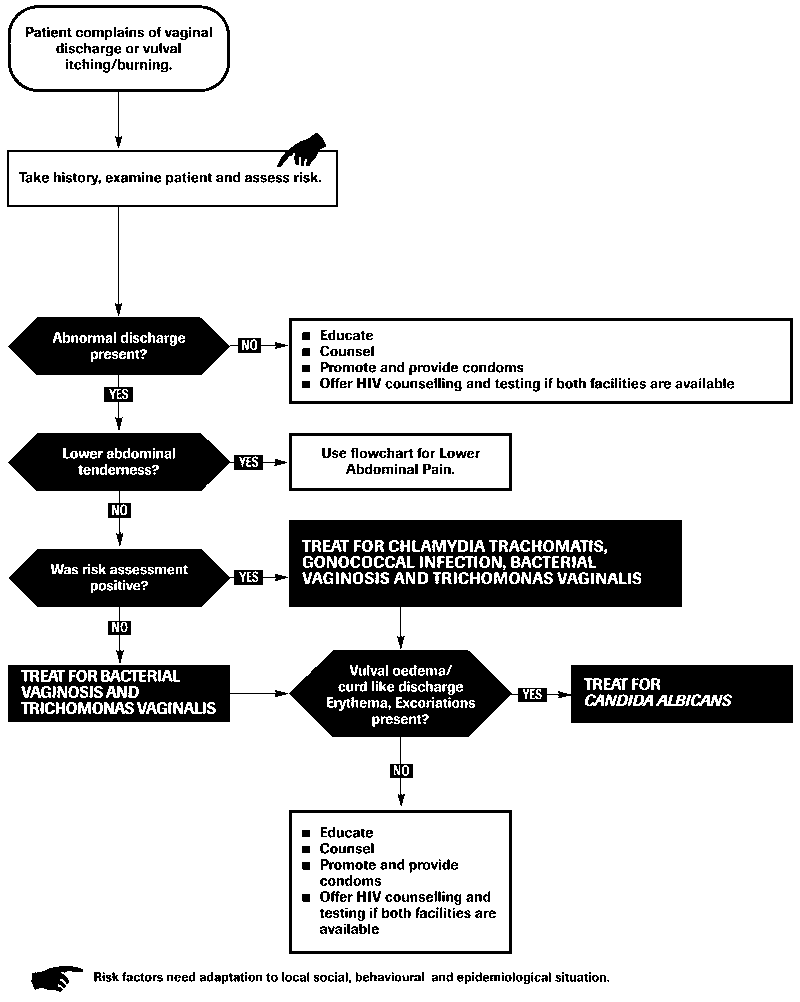 Patient complains of vaginal
discharge or vulval
itching/burning.
Take history, examine patient and assess risk.
Abnormal discharge
present?
NO
■ Educate
■ Counsel
■ Promote and provide condoms
■ Offer HIV counselling and testing if both facilities are available
YES
Lower abdominal
tenderness?
YES
Use flowchart for Lower
Abdominal Pain.
NO
Was risk assessment
positive?
YES
TREAT FOR CHLAMYDIA TRACHOMATIS,
GONOCOCCAL INFECTION, BACTERIAL
VAGINOSIS AND TRICHOMONAS VAGINALIS
NO
TREAT FOR BACTERIAL
VAGINOSIS AND
TRICHOMONAS VAGINALIS
Vulval oedema/
curd like discharge
Erythema, Excoriations
present?
YES
TREAT FOR
CANDIDA ALBICANS
NO
■ Educate
■ Counsel
■ Promote and provide
condoms
■ Offer HIV counselling and
testing if both facilities are
available
Risk factors need adaptation to local social, behavioural and epidemiological situation.